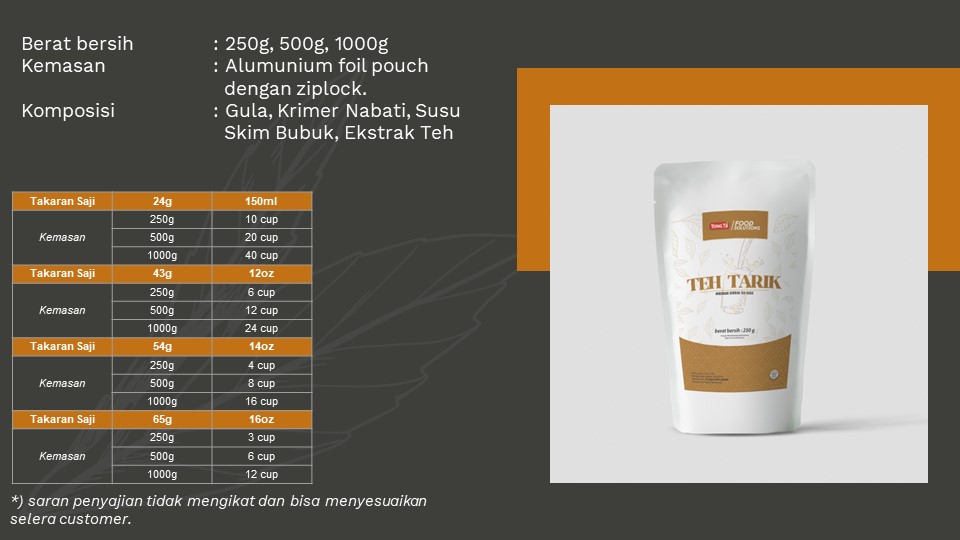 Berat bersih : 250g, 500g, 1000g
Kemasan : Alumunium foil pouch
dengan ziplock.
Komposisi : Gula, Krimer Nabati, Susu
Skim Bubuk, Ekstrak Teh
Takaran Saji 24g 150ml
250g 10 cup
Kemasan 500g 20 cup
1000g 40 cup
Takaran Saji 43g 12oz
250g 6 cup
Kemasan 500g 12 cup
1000g 24 cup
Takaran Saji 54g 14oz
250g 4 cup
Kemasan 500g 8 cup
1000g 16 cup
Takaran Saji 65g 16oz
250g 3 cup
Kemasan 500g 6 cup
1000g 12 cup
*) saran penyajian tidak mengikat dan bisa menyesuaikan
selera customer.
TONG TJI FOOD
SOLUTIONS
TEH TARIK
berat bersih : 250 g